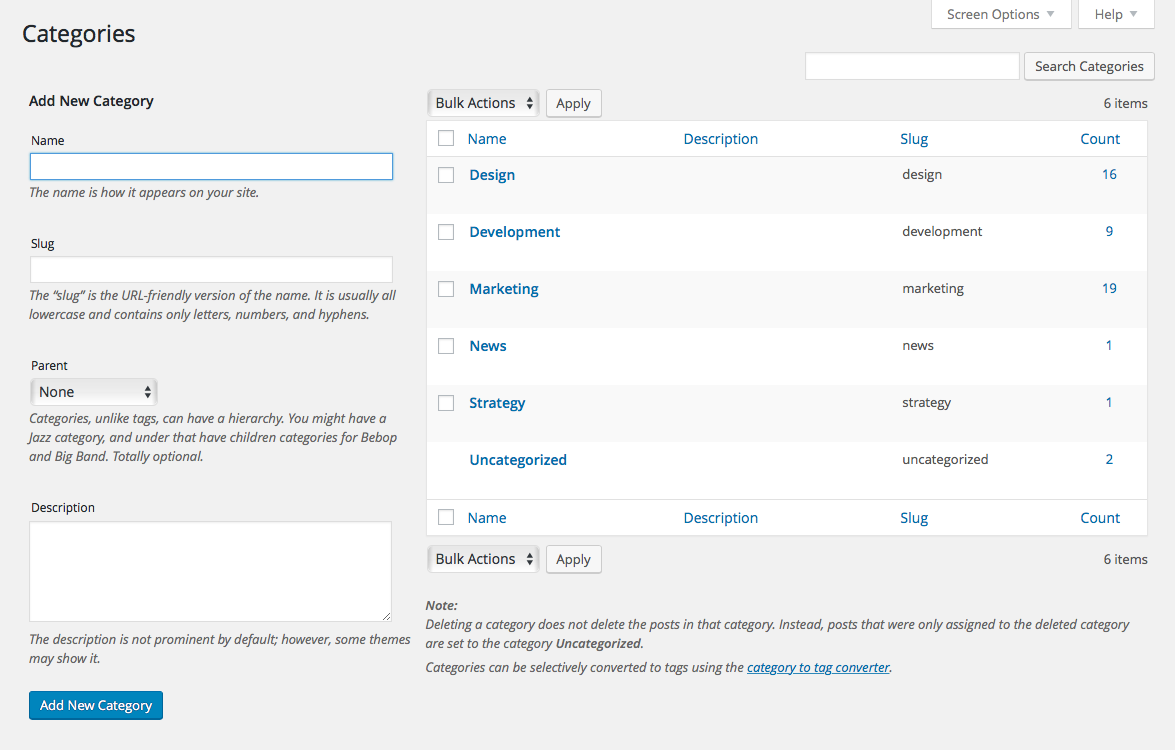 Screen Options
Help
Categories
Search Categories
Add New Category
Name
The name is how it appears on your site.
Slug
The “slug” is the URL-friendly version of the name. It is usually all
lowercase and contains only letters, numbers, and hyphens.
Parent
None
Categories, unlike tags, can have a hierarchy. You might have a
Jazz category, and under that have children categories for Bebop
and Big Band. Totally optional.
Description
The description is not prominent by default; however, some themes
may show it.
Add New Category
Bulk Actions Apply 6 items
Name Description Slug Count
Design design 16
Development development 9
Marketing marketing 19
News news 1
Strategy strategy 1
Uncategorized uncategorized 2
Name Description Slug Count
Bulk Actions Apply 6 items
Note:
Deleting a category does not delete the posts in that category. Instead, posts that were only assigned to the deleted category
are set to the category Uncategorized.
Categories can be selectively converted to tags using the category to tag converter.